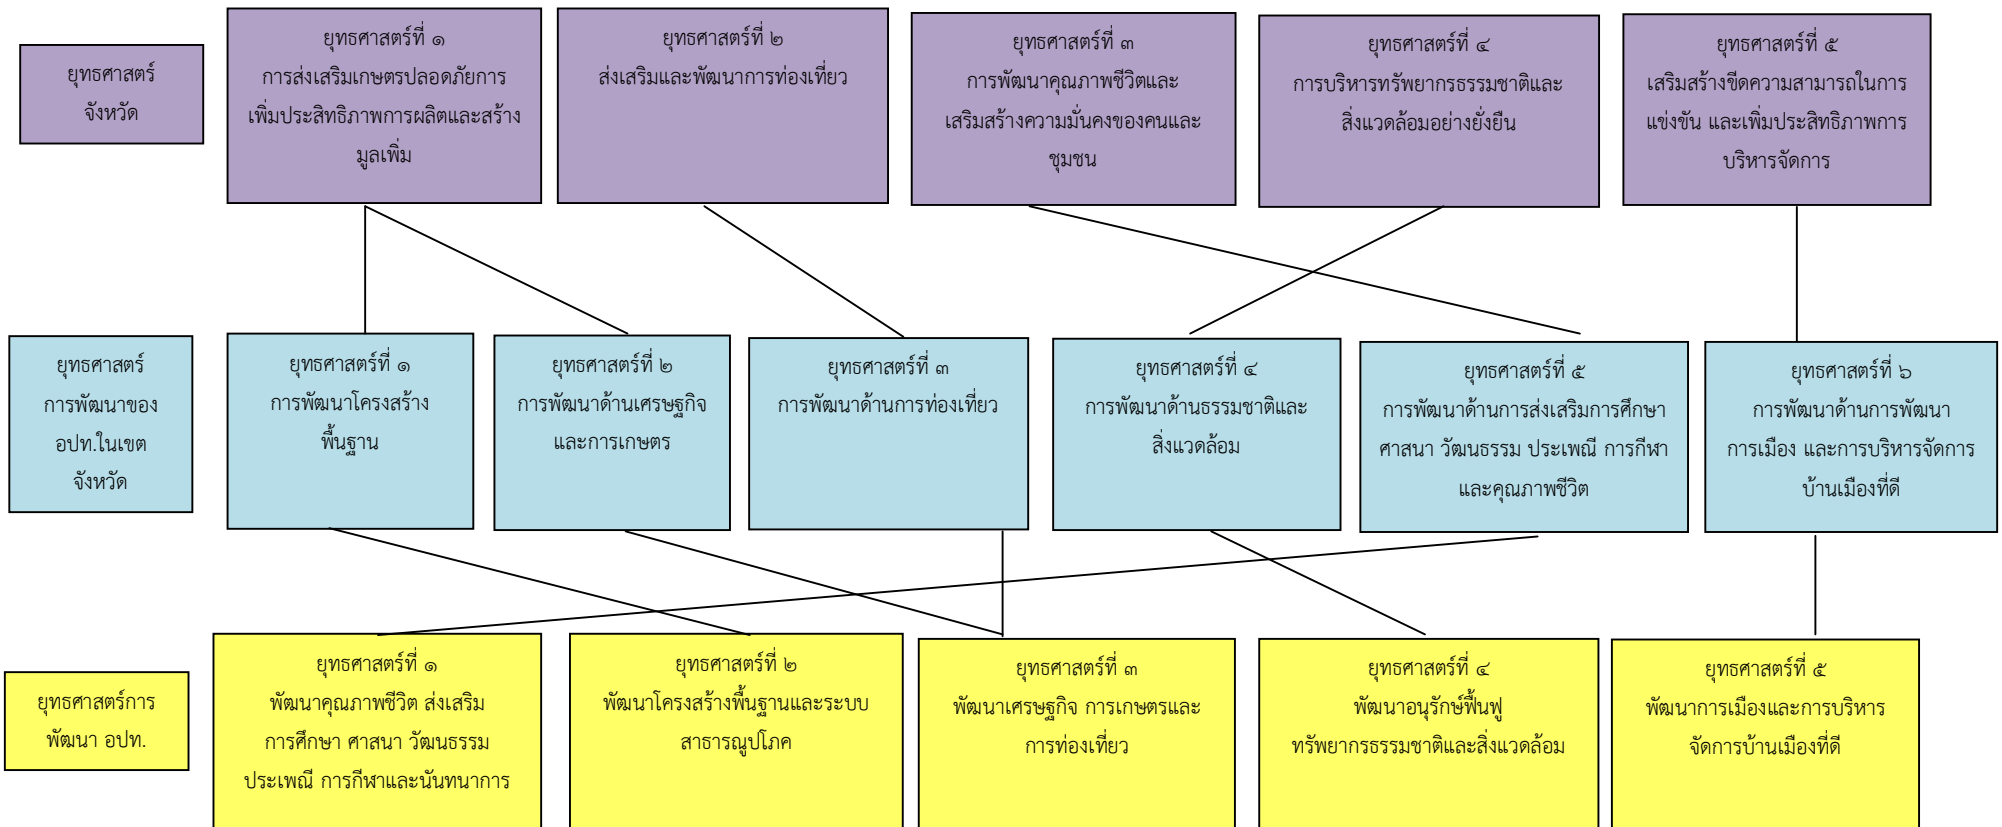 ยุทธศาสตร์
จังหวัด
ยุทธศาสตร์ที่ ๑
การส่งเสริมเกษตรปลอดภัยการ
เพิ่มประสิทธิภาพการผลิตและสร้าง
มูลเพิ่ม
ยุทธศาสตร์ที่ ๒
ส่งเสริมและพัฒนาการท่องเที่ยว
ยุทธศาสตร์ที่ ๓
การพัฒนาคุณภาพชีวิตและ
เสริมสร้างความมั่นคงของคนและ
ชุมชน
ยุทธศาสตร์ที่ ๔
การบริหารทรัพยากรธรรมชาติและ
สิ่งแวดล้อมอย่างยั่งยืน
ยุทธศาสตร์ที่ ๕
เสริมสร้างขีดความสามารถในการ
แข่งขัน และเพิ่มประสิทธิภาพการ
บริหารจัดการ
ยุทธศาสตร์
การพัฒนาของ
อปท.ในเขต
จังหวัด
ยุทธศาสตร์ที่ ๑
การพัฒนาโครงสร้าง
พื้นฐาน
ยุทธศาสตร์ที่ ๒
การพัฒนาด้านเศรษฐกิจ
และการเกษตร
ยุทธศาสตร์ที่ ๓
การพัฒนาด้านการท่องเที่ยว
ยุทธศาสตร์ที่ ๔
การพัฒนาด้านธรรมชาติและ
สิ่งแวดล้อม
ยุทธศาสตร์ที่ ๕
การพัฒนาด้านการส่งเสริมการศึกษา
ศาสนา วัฒนธรรม ประเพณี การกีฬา
และคุณภาพชีวิต
ยุทธศาสตร์ที่ ๖
การพัฒนาด้านการพัฒนา
การเมือง และการบริหารจัดการ
บ้านเมืองที่ดี
ยุทธศาสตร์การ
พัฒนา อปท.
ยุทธศาสตร์ที่ ๑
พัฒนาคุณภาพชีวิต ส่งเสริม
การศึกษา ศาสนา วัฒนธรรม
ประเพณี การกีฬาและนันทนาการ
ยุทธศาสตร์ที่ ๒
พัฒนาโครงสร้างพื้นฐานและระบบ
สาธารณูปโภค
ยุทธศาสตร์ที่ ๓
พัฒนาเศรษฐกิจ การเกษตรและ
การท่องเที่ยว
ยุทธศาสตร์ที่ ๔
พัฒนาอนุรักษ์ฟื้นฟู
ทรัพยากรธรรมชาติและสิ่งแวดล้อม
ยุทธศาสตร์ที่ ๕
พัฒนาการเมืองและการบริหาร
จัดการบ้านเมืองที่ดี